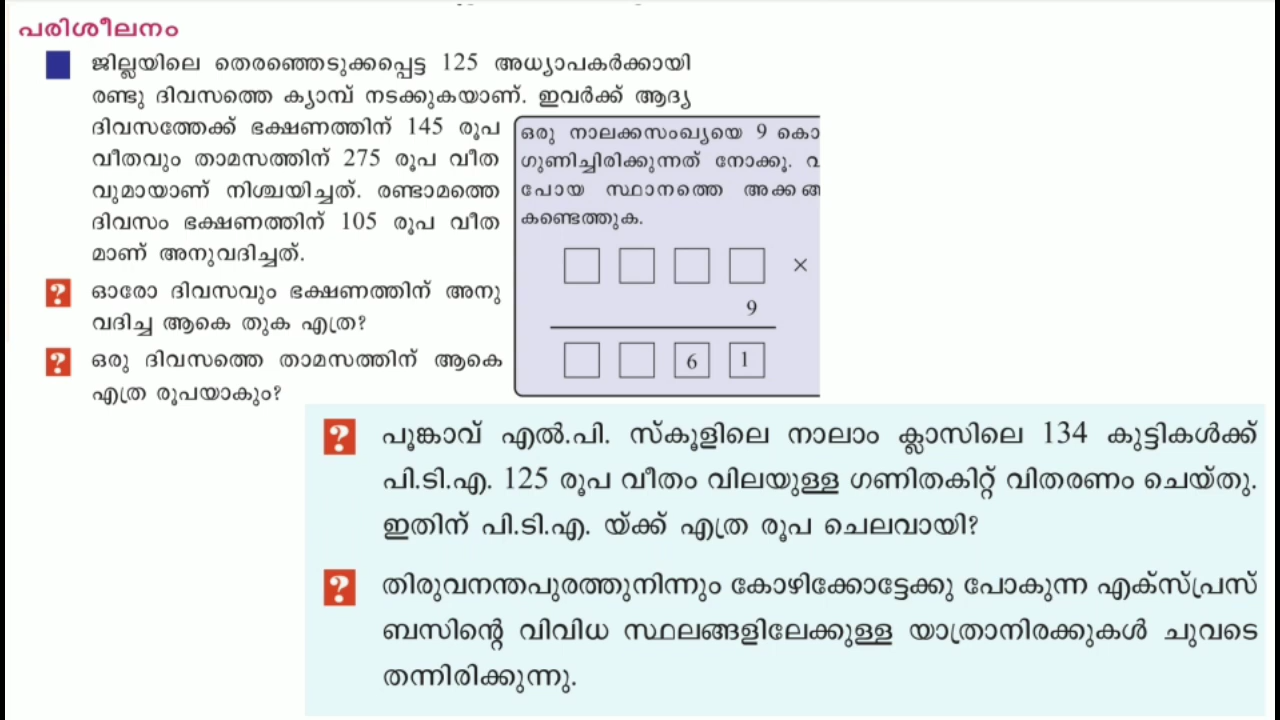 പരിശീലനം
ജില്ലയിലെ തെരഞ്ഞെടുക്കപ്പെട്ട 125 അധ്യാപകർക്കായി
രണ്ടു ദിവസത്തെ ക്യാമ്പ് നടക്കുകയാണ്. ഇവർക്ക് ആദ്യ
ദിവസത്തേക്ക് ഭക്ഷണത്തിന് 145 രൂപ
വീതവും താമസത്തിന് 275 രൂപ വീത
വുമായാണ് നിശ്ചയിച്ചത്. രണ്ടാമത്തെ
ദിവസം ഭക്ഷണത്തിന് 105 രൂപ വീത
മാണ് അനുവദിച്ചത്.
? ഓരോ ദിവസവും ഭക്ഷണത്തിന് അനു
വദിച്ച ആകെ തുക എത്ര?
? ഒരു ദിവസത്തെ താമസത്തിന് ആകെ
എത്ര രൂപയാകും?
ഒരു നാലക്കസംഖ്യയെ 9 കൊ
ഗുണിച്ചിരിക്കുന്നത് നോക്കൂ.
പോയ സ്ഥാനത്തെ അക്കങ്ങ
കണ്ടെത്തുക.
×
9
6 1
? പൂങ്കാവ് എൽ.പി. സ്കൂളിലെ നാലാം ക്ലാസിലെ 134 കുട്ടികൾക്ക്
പി.ടി.എ. 125 രൂപ വീതം വിലയുള്ള ഗണിതകിറ്റ് വിതരണം ചെയ്തു.
ഇതിന് പി.ടി.എ. യ്ക്ക് എത്ര രൂപ ചെലവായി?
? തിരുവനന്തപുരത്തുനിന്നും കോഴിക്കോട്ടേക്കു പോകുന്ന എക്സ്പ്രസ്
ബസിന്റെ വിവിധ സ്ഥലങ്ങളിലേക്കുള്ള യാത്രാനിരക്കുകൾ ചുവടെ
തന്നിരിക്കുന്നു.